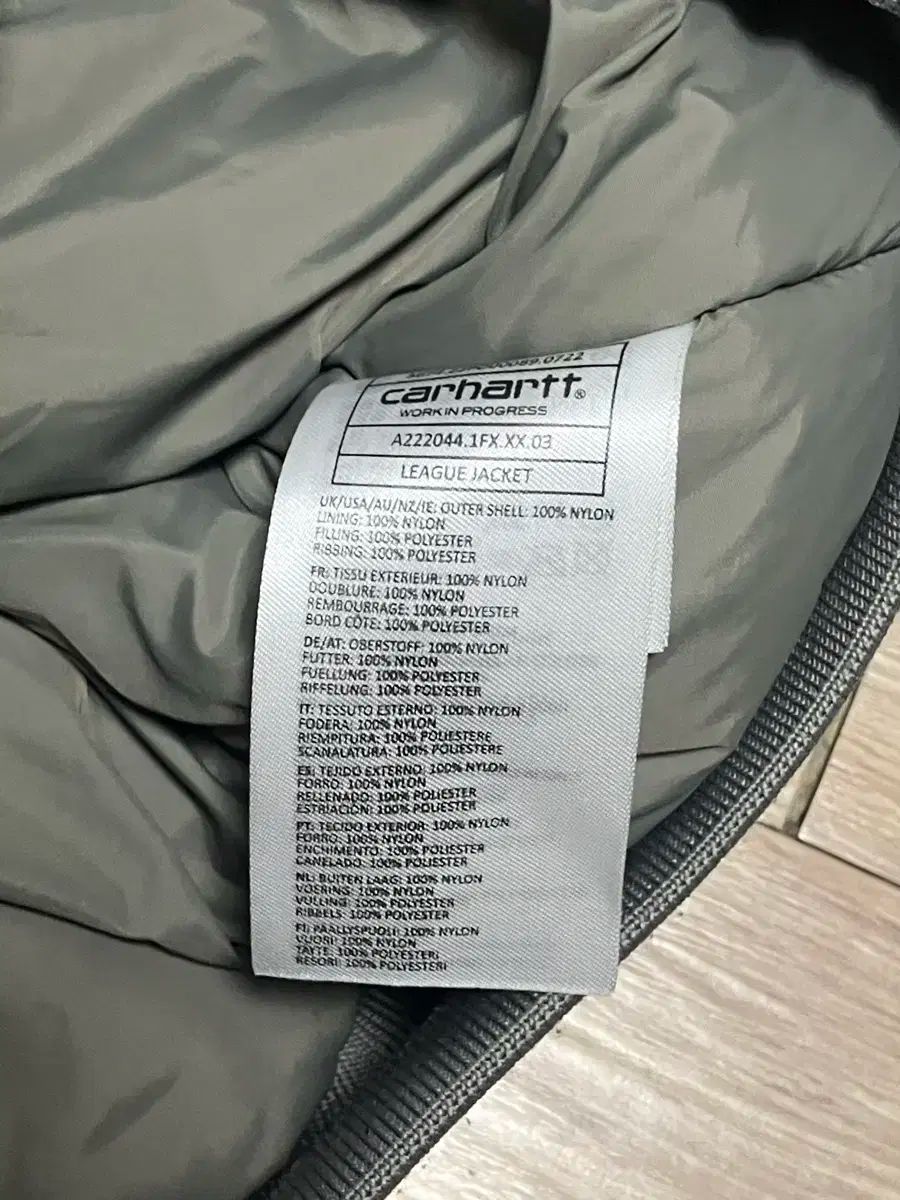 carhartt®
WORK IN PROGRESS
A222044.1FX.XX.03
LEAGUE JACKET
UK/USA/AU/NZ/IE: OUTER SHELL: 100% NYLON
LINING: 100% NYLON
FILLING: 100% POLYESTER
RIBBING: 100% POLYESTER
FR: TISSU EXTERIEUR: 100% NYLON
DOUBLURE: 100% NYLON
REMBOURRAGE: 100% POLYESTER
BORD CÔTE: 100% POLYESTER
DE/AT: OBERSTOFF: 100% NYLON
FUTTER: 100% NYLON
FUELLUNG: 100% POLYESTER
RIFFELUNG: 100% POLYESTER
IT: TESSUTO ESTERNO: 100% NYLON
FODERA: 100% NYLON
RIEMPITURA: 100% POLIESTERE
SCANALATURA: 100% POLIESTERE
ES: TEJIDO EXTERNO: 100% NYLON
FORRO: 100% NYLON
RELLENADO: 100% POLIESTER
ESTRIACION: 100% POLIESTER
PT: TECIDO EXTERIOR: 100% NYLON
FORRO: 100% NYLON
ENCHIMENTO: 100% POLYESTER
CANELADO: 100% POLYESTER
NL: BUITEN LAAG: 100% NYLON
VOERING: 100% NYLON
VULLING: 100% POLYESTER
RIBBELS: 100% POLYESTER
FI: PÄÄLLYSPUOLI: 100% NYLON
VUORI: 100% NYLON
TÄYTE: 100% POLYESTERI
RESORI: 100% POLYESTERI